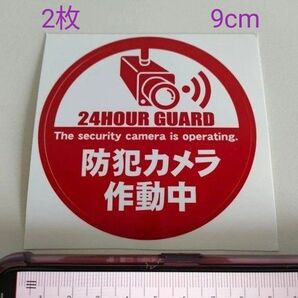 2枚 9cm
24HOUR GUARD
The security camera is operating.
防犯カメラ
作動中